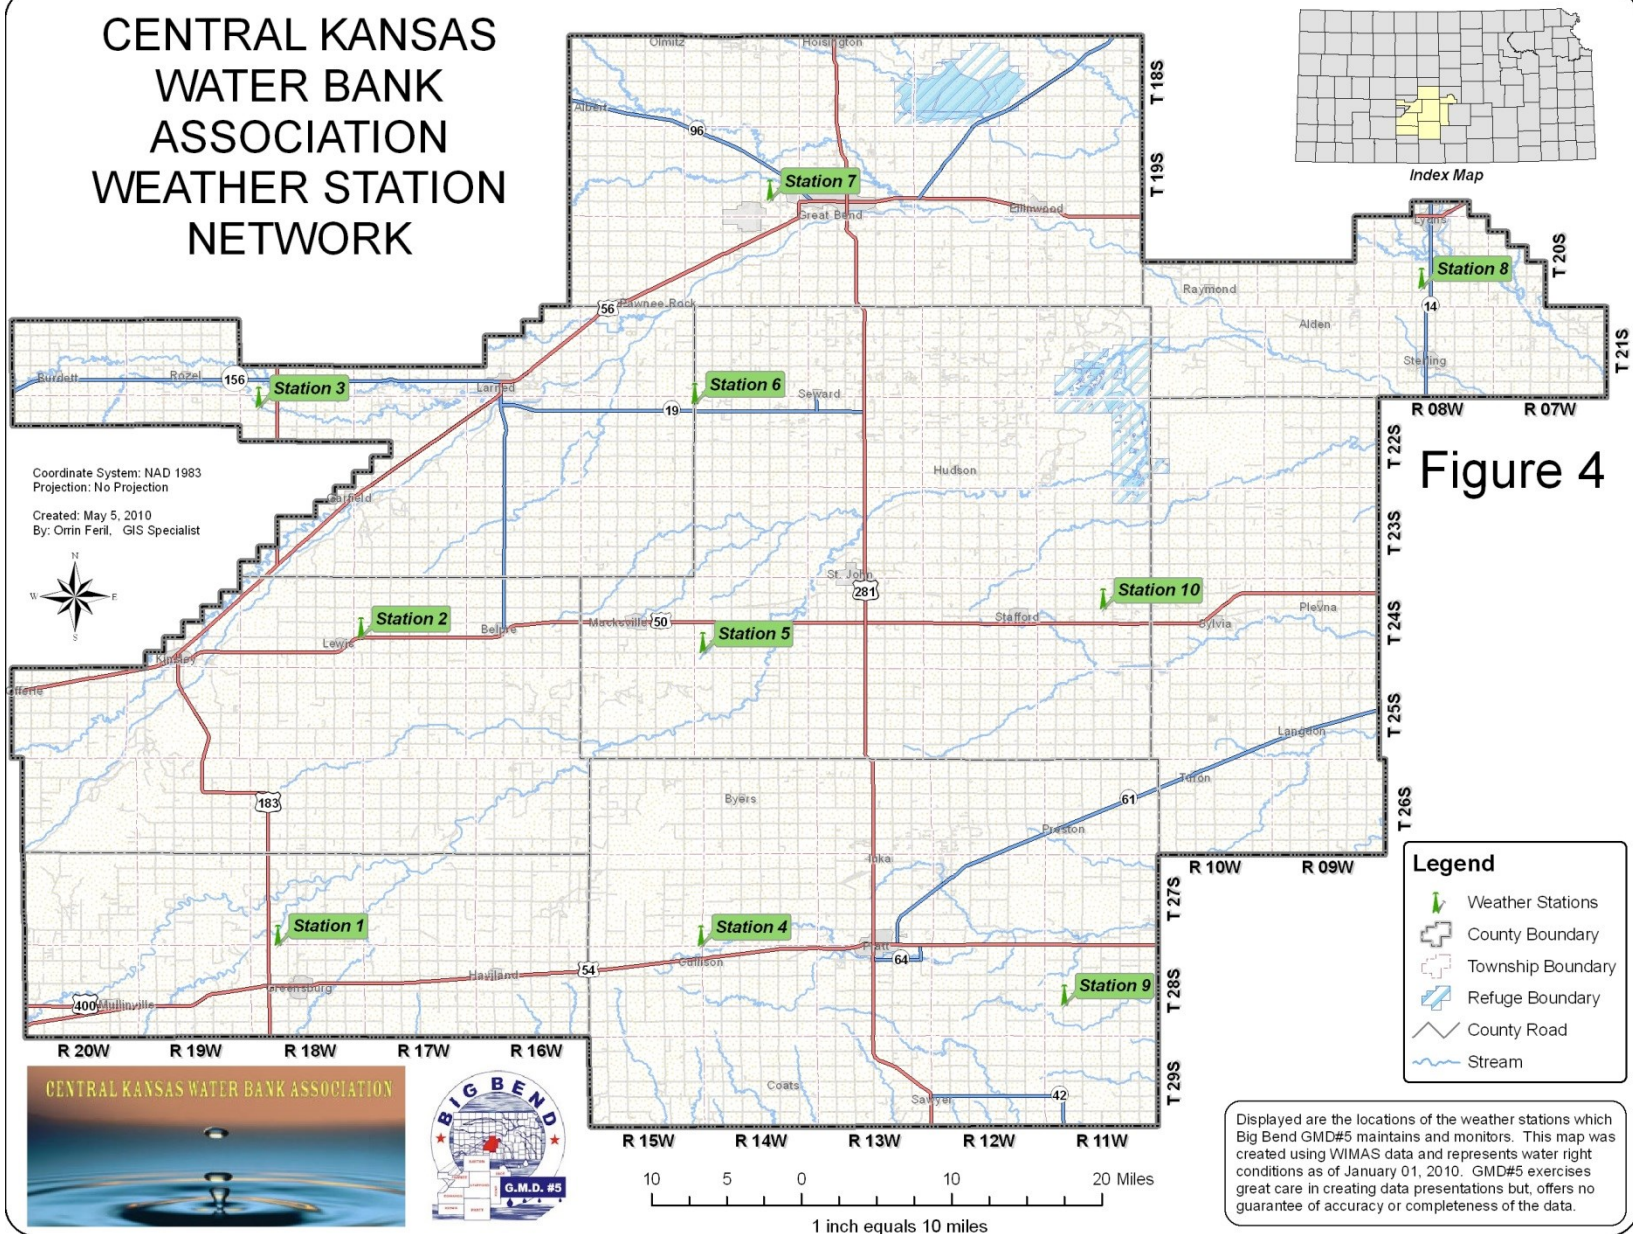 CENTRAL KANSAS
WATER BANK
ASSOCIATION
WEATHER STATION
NETWORK
Olmitz
Hoisington
Albert
96
Station 7
Great Bend
Ellinwood
T 18S
T 19S
Index Map
Lyons
T 20S
Station 8
Raymond
14
Alden
Sterling
T 21S
R 08W
R 07W
56
Pawnee Rock
Burdett
Rozel
156
Station 3
Larned
Station 6
19
Seward
T 22S
Figure 4
Coordinate System: NAD 1983
Projection: No Projection
Created: May 5, 2010
By: Orrin Feril, GIS Specialist
N
W
E
S
Garfield
Hudson
T 23S
St. John
281
Station 10
Station 2
Lewis
Belpre
Macksville
50
Station 5
Stafford
Sylvia
Plevna
T 24S
Kinsley
Offerle
T 25S
Langdon
Turon
183
Byers
61
Preston
T 26S
Iuka
R 10W
R 09W
T 27S
Station 1
Station 4
Pratt
64
Cullison
54
Haviland
Greensburg
400
Mullinville
Station 9
T 28S
R 20W
R 19W
R 18W
R 17W
R 16W
Coats
Sawyer
42
T 29S
R 15W
R 14W
R 13W
R 12W
R 11W
Legend
Weather Stations
County Boundary
Township Boundary
Refuge Boundary
County Road
Stream
CENTRAL KANSAS WATER BANK ASSOCIATION
BIG BEND
G.M.D. #5
10
5
0
10
20 Miles
1 inch equals 10 miles
Displayed are the locations of the weather stations which
Big Bend GMD#5 maintains and monitors. This map was
created using WIMAS data and represents water right
conditions as of January 01, 2010. GMD#5 exercises
great care in creating data presentations but, offers no
guarantee of accuracy or completeness of the data.